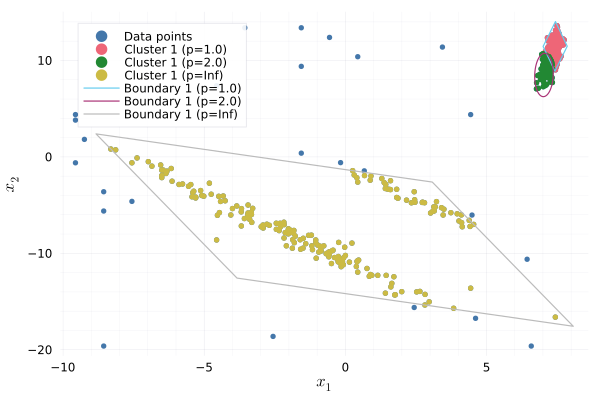 Data points
Cluster 1 (p=1.0)
Cluster 1 (p=2.0)
Cluster 1 (p=Inf)
Boundary 1 (p=1.0)
Boundary 1 (p=2.0)
Boundary 1 (p=Inf)
10
0
−10
−20
x₂
−10
−5
0
5
x₁